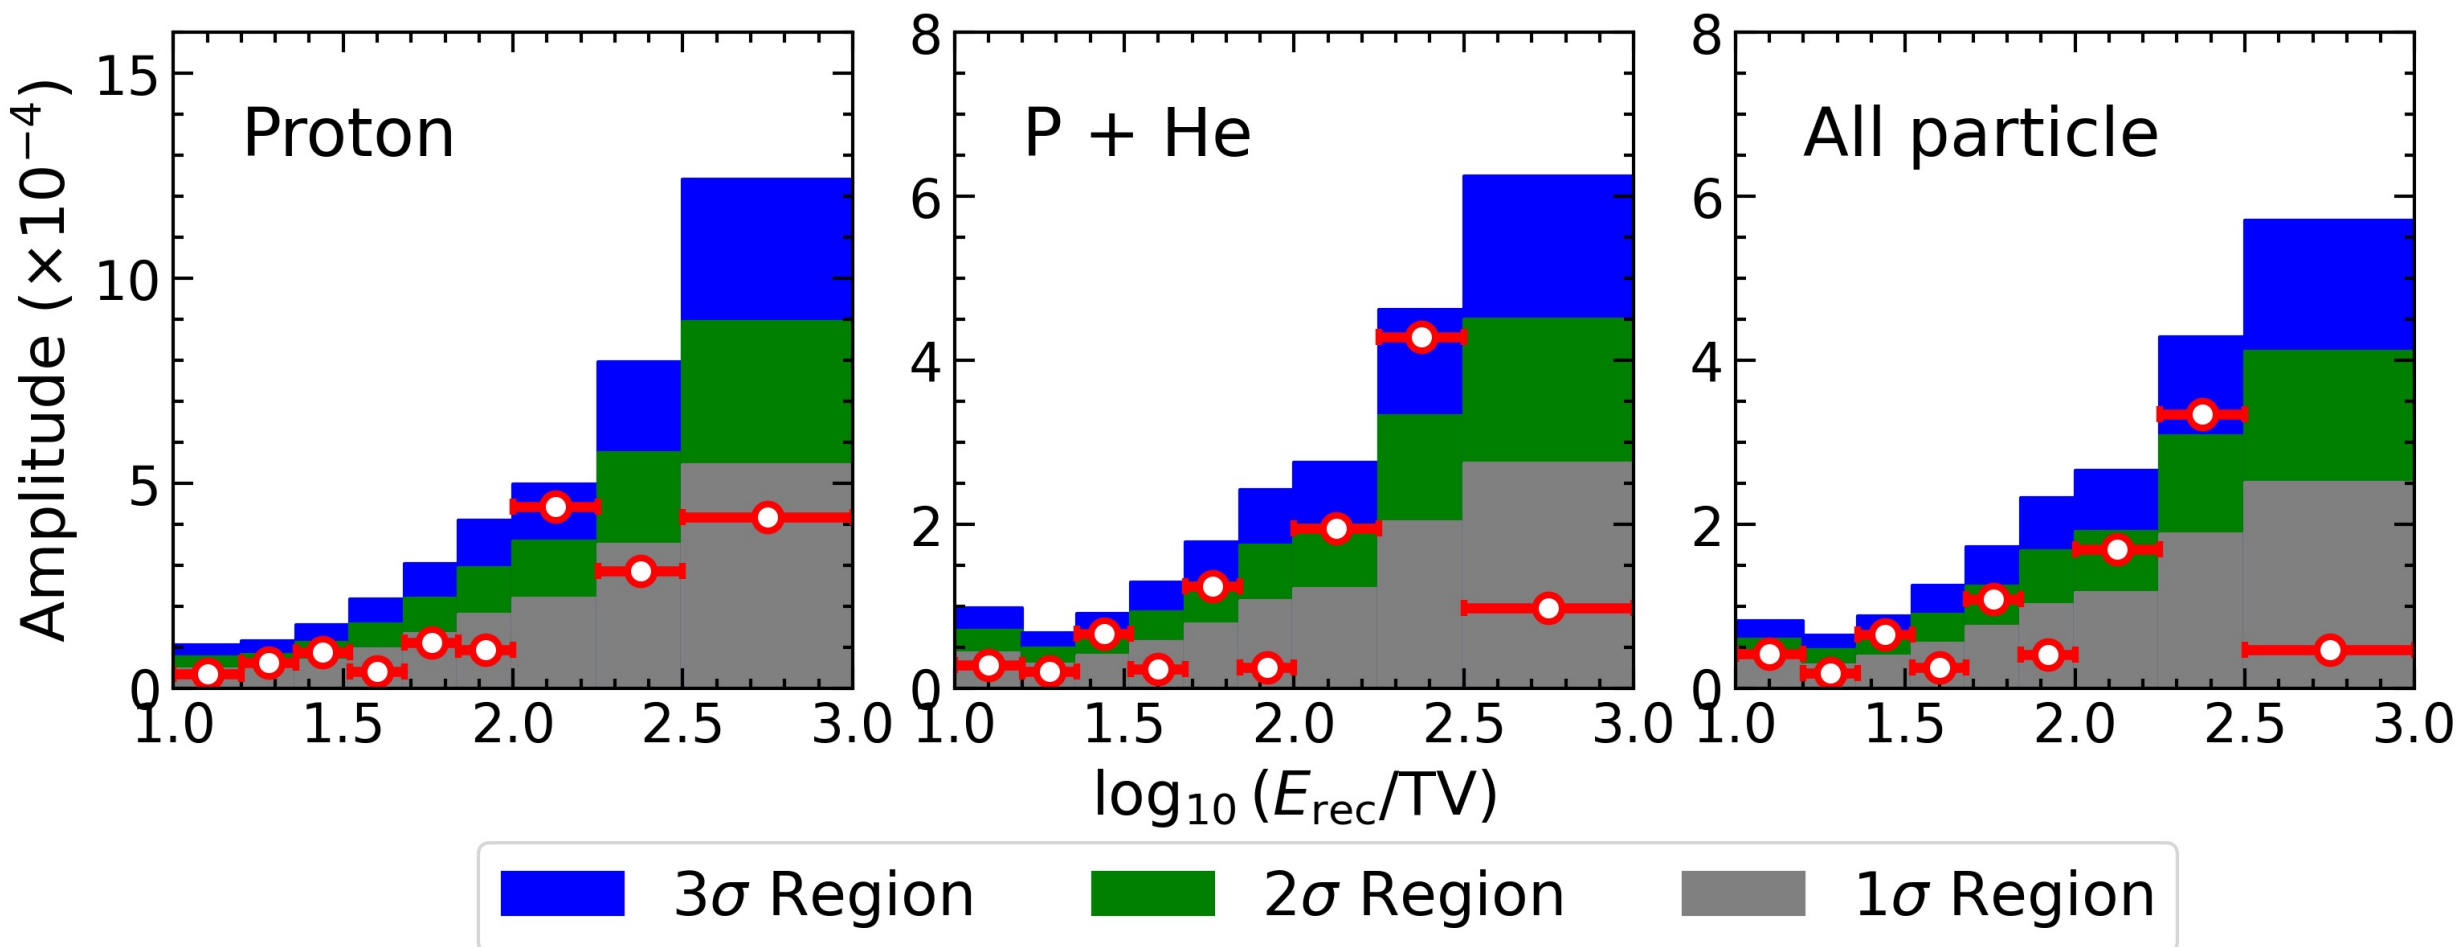 Amplitude (×10⁻⁴)
15
10
5
0
Proton
1.0 1.5 2.0 2.5 3.0
8
6
4
2
0
P + He
1.0 1.5 2.0 2.5 3.0
8
6
4
2
0
All particle
1.0 1.5 2.0 2.5 3.0
log₁₀ (E_rec/TV)
3σ Region 2σ Region 1σ Region